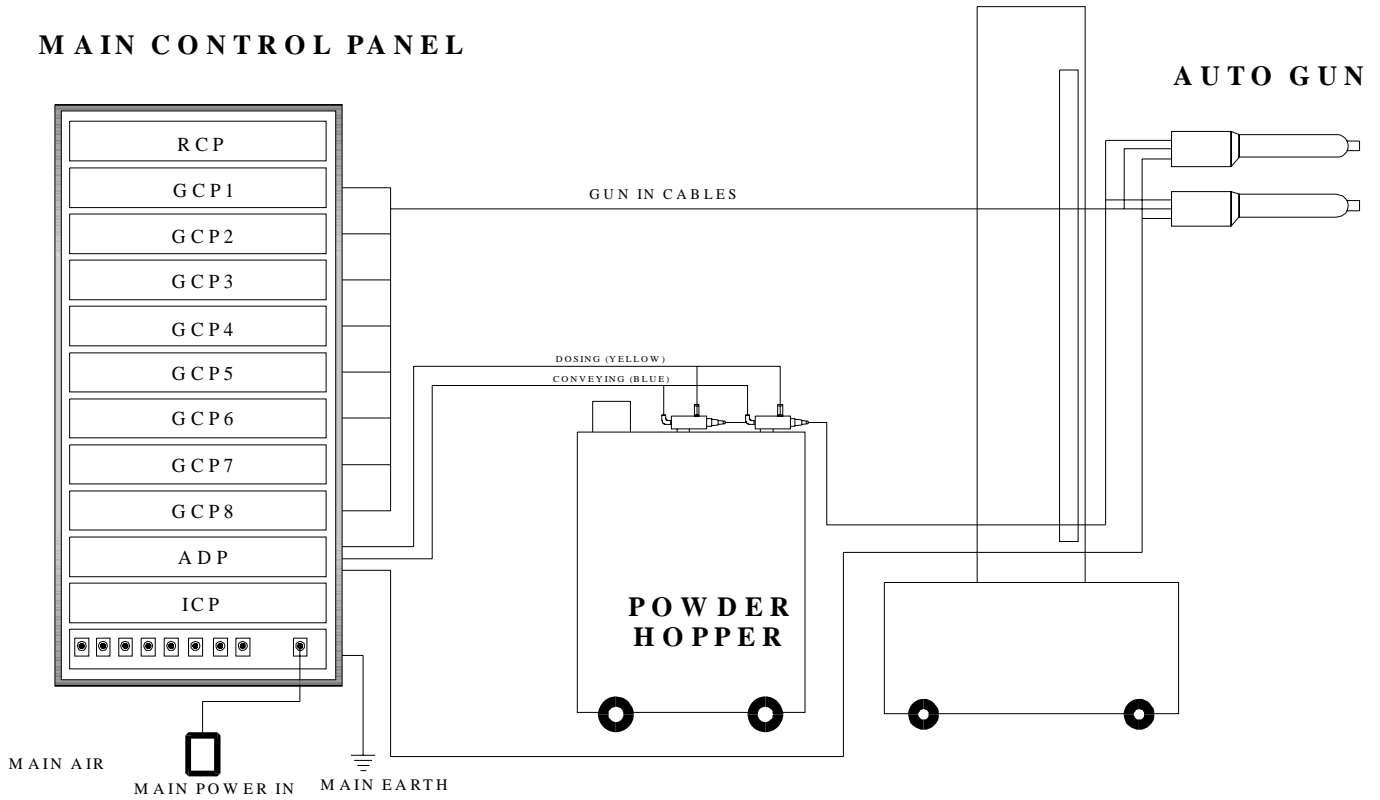 MAIN CONTROL PANEL
AUTO GUN
RCP
GCP1
GUN IN CABLES
GCP2
GCP3
GCP4
DOSING (YELLOW)
GCP5
CONVEYING (BLUE)
GCP6
GCP7
GCP8
ADP
ICP
POWDER
HOPPER
MAIN AIR
MAIN POWER IN
MAIN EARTH